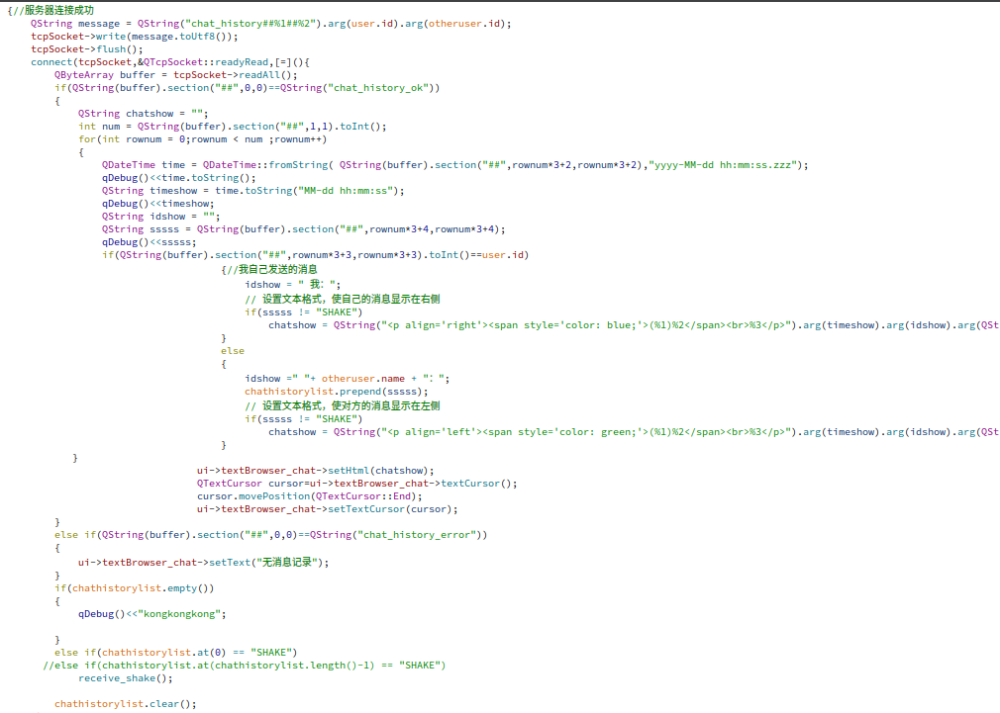 {//服务器连接成功
QString message = QString("chat_history##%1##%2").arg(user.id).arg(otheruser.id);
tcpSocket->write(message.toUtf8());
tcpSocket->flush();
connect(tcpSocket,&QTcpSocket::readyRead,[=](){
QByteArray buffer = tcpSocket->readAll();
if(QString(buffer).section("##",0,0)==QString("chat_history_ok"))
{
QString chatshow = "";
int num = QString(buffer).section("##",1,1).toInt();
for(int rownum = 0;rownum < num ;rownum++)
{
QDateTime time = QDateTime::fromString( QString(buffer).section("##",rownum*3+2,rownum*3+2),"yyyy-MM-dd hh:mm:ss.zzz");
qDebug()<<time.toString();
QString timeshow = time.toString("MM-dd hh:mm:ss");
qDebug()<<timeshow;
QString idshow = "";
QString sssss = QString(buffer).section("##",rownum*3+4,rownum*3+4);
qDebug()<<sssss;
if(QString(buffer).section("##",rownum*3+3,rownum*3+3).toInt()==user.id)
{//我自己发送的消息
idshow = " 我：";
// 设置文本格式，使自己的消息显示在右侧
if(sssss != "SHAKE")
chatshow = QString("<p align='right'><span style='color: blue;'>(%1)%2</span><br>%3</p>").arg(timeshow).arg(idshow).arg(QSt
}
else
{
idshow =" "+ otheruser.name + "：";
chathistorylist.prepend(sssss);
// 设置文本格式，使对方的消息显示在左侧
if(sssss != "SHAKE")
chatshow = QString("<p align='left'><span style='color: green;'>(%1)%2</span><br>%3</p>").arg(timeshow).arg(idshow).arg(QSt
}
}
ui->textBrowser_chat->setHtml(chatshow);
QTextCursor cursor=ui->textBrowser_chat->textCursor();
cursor.movePosition(QTextCursor::End);
ui->textBrowser_chat->setTextCursor(cursor);
}
else if(QString(buffer).section("##",0,0)==QString("chat_history_error"))
{
ui->textBrowser_chat->setText("无消息记录");
}
if(chathistorylist.empty())
{
qDebug()<<"kongkongkong";
}
else if(chathistorylist.at(0) == "SHAKE")
//else if(chathistorylist.at(chathistorylist.length()-1) == "SHAKE")
receive_shake();
chathistorylist.clear();